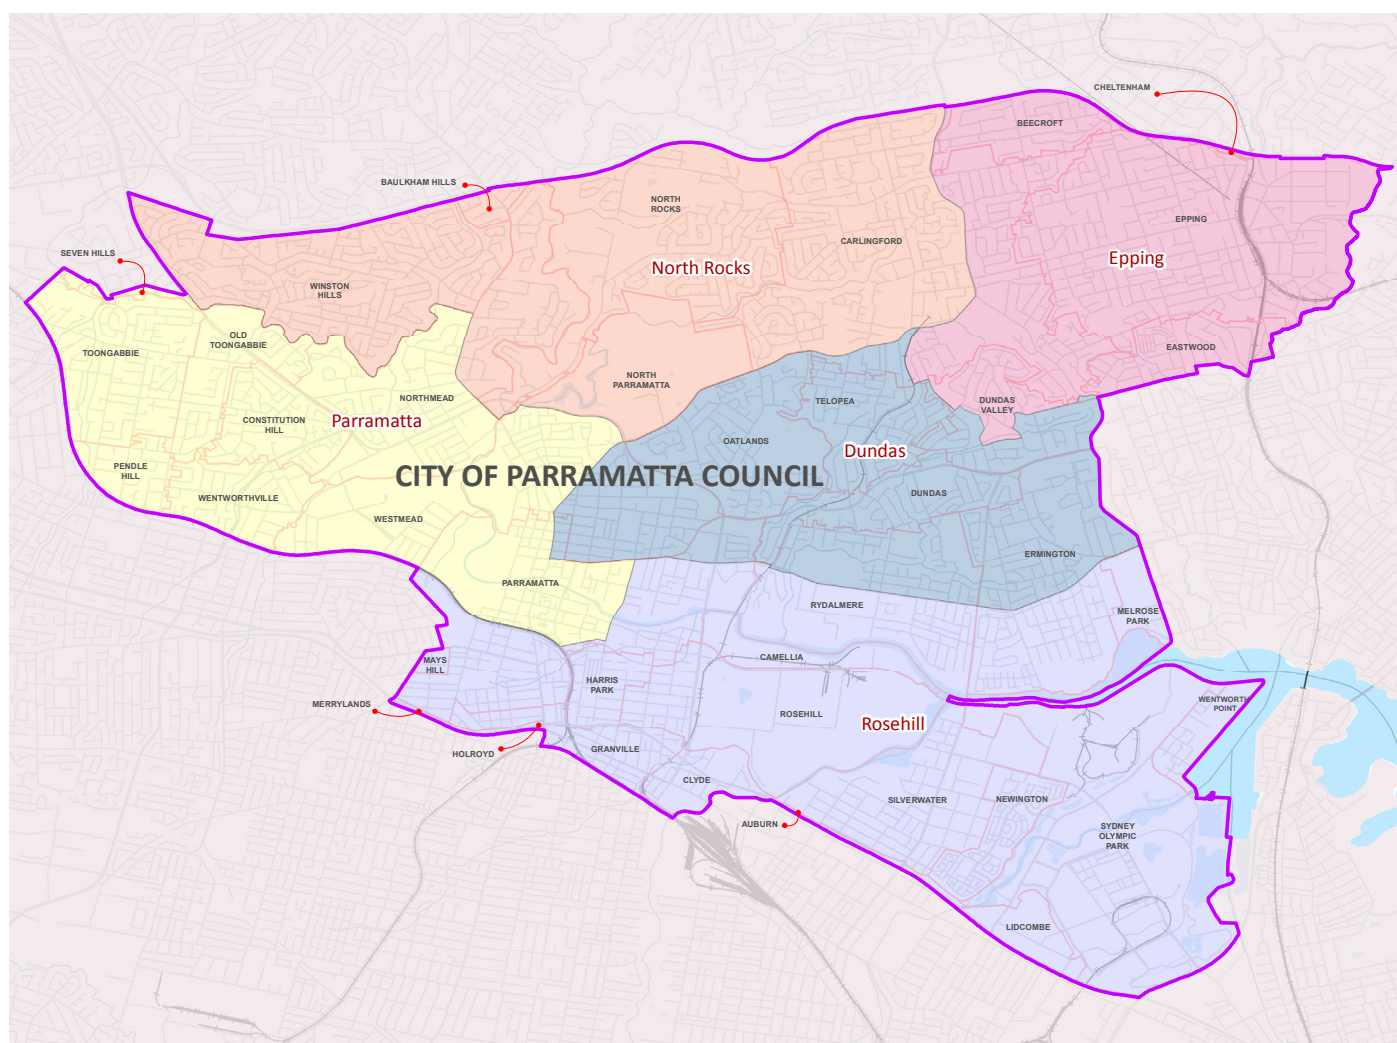 CHELTENHAM
BEECROFT
BAULKHAM HILLS
NORTH
ROCKS
EPPING
CARLINGFORD
SEVEN HILLS
Epping
North Rocks
WINSTON
HILLS
OLD
TOONGABBIE
TOONGABBIE
EASTWOOD
NORTH
PARRAMATTA
NORTHMEAD
TELOPEA
DUNDAS
VALLEY
CONSTITUTION
HILL
Parramatta
OATLANDS
Dundas
PENDLE
HILL
CITY OF PARRAMATTA COUNCIL
WENTWORTHVILLE
DUNDAS
WESTMEAD
ERMINGTON
PARRAMATTA
RYDALMERE
MELROSE
PARK
MAYS
HILL
CAMELLIA
HARRIS
PARK
MERRYLANDS
ROSEHILL
Rosehill
WENTWORTH
POINT
HOLROYD
GRANVILLE
CLYDE
SILVERWATER
NEWINGTON
AUBURN
SYDNEY
OLYMPIC
PARK
LIDCOMBE